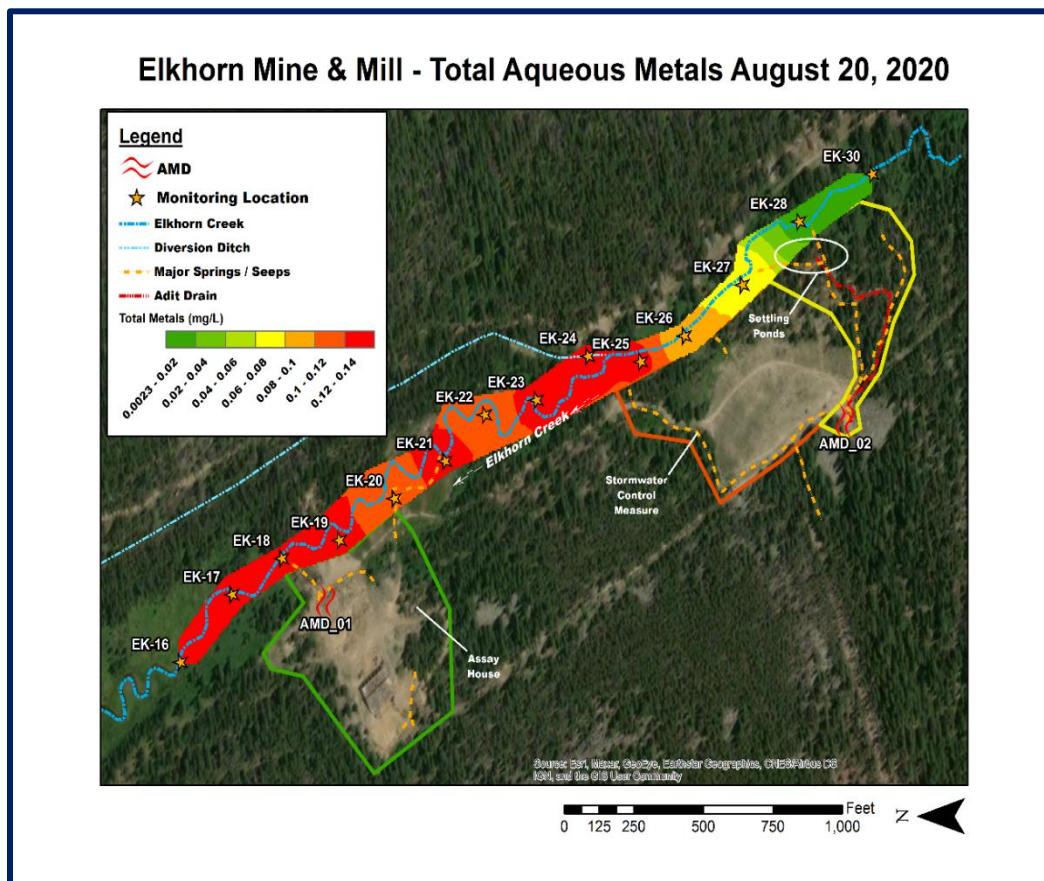 Elkhorn Mine & Mill - Total Aqueous Metals August 20, 2020
Legend
AMD
Monitoring Location
Elkhorn Creek
Diversion Ditch
Major Springs / Seeps
Adit Drain
Total Metals (mg/L)
0.0023 - 0.02
0.02 - 0.04
0.04 - 0.06
0.06 - 0.08
0.08 - 0.1
0.1 - 0.12
0.12 - 0.14
EK-30
EK-28
EK-27
Settling
Ponds
EK-26
EK-24
EK-25
EK-23
EK-22
Elkhorn Creek
EK-21
AMD_02
Stormwater
Control
Measure
EK-20
EK-19
EK-18
EK-17
AMD_01
EK-16
Assay
House
Source: Esri, Maxar, GeoEye, Earthstar Geographics, CNES/Airbus DS
IGN, and the GIS User Community
Feet
0 125 250 500 750 1,000
N